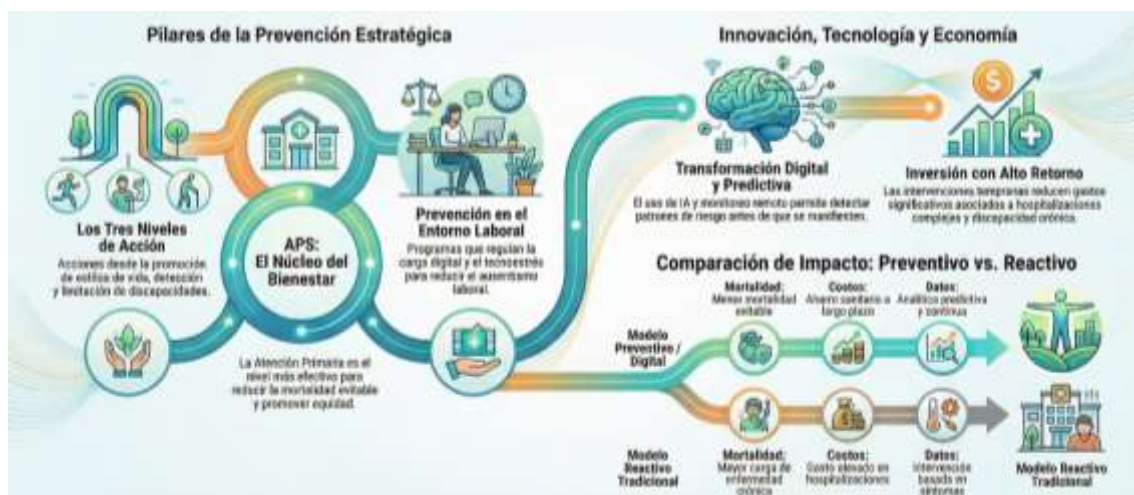 Pilares de la Prevención Estratégica
Los Tres Niveles
de Acción
Acciones desde la promoción
de estilos de vida, detección
y limitación de discapacidades.
APS:
El Núcleo del
Bienestar
La Atención Primaria es el
nivel más efectivo para
reducir la mortalidad evitable
y promover equidad.
Prevención en el
Entorno Laboral
Programas que regulan la
carga digital y el tecnoestrés
para reducir el ausentismo
laboral.
Innovación, Tecnología y Economía
Transformación Digital
y Predictiva
El uso de IA y monitoreo remoto permite detectar
patrones de riesgo antes de que se manifiesten.
Inversión con Alto Retorno
Las intervenciones tempranas reducen gastos
significativos asociados a hospitalizaciones
complejas y discapacidad crónica.
Comparación de Impacto: Preventivo vs. Reactivo
Modelo
Preventivo /
Digital
Mortalidad:
Menor mortalidad
evitable
Costos:
Ahorro sanitario a
largo plazo
Datos:
Analítica predictiva
y continua
Modelo
Reactivo
Tradicional
Mortalidad:
Mayor carga de
enfermedad
crónica
Costos:
Gasto elevado en
hospitalizaciones
Datos:
Intervención
basada en
síntomas
Modelo Reactivo
Tradicional